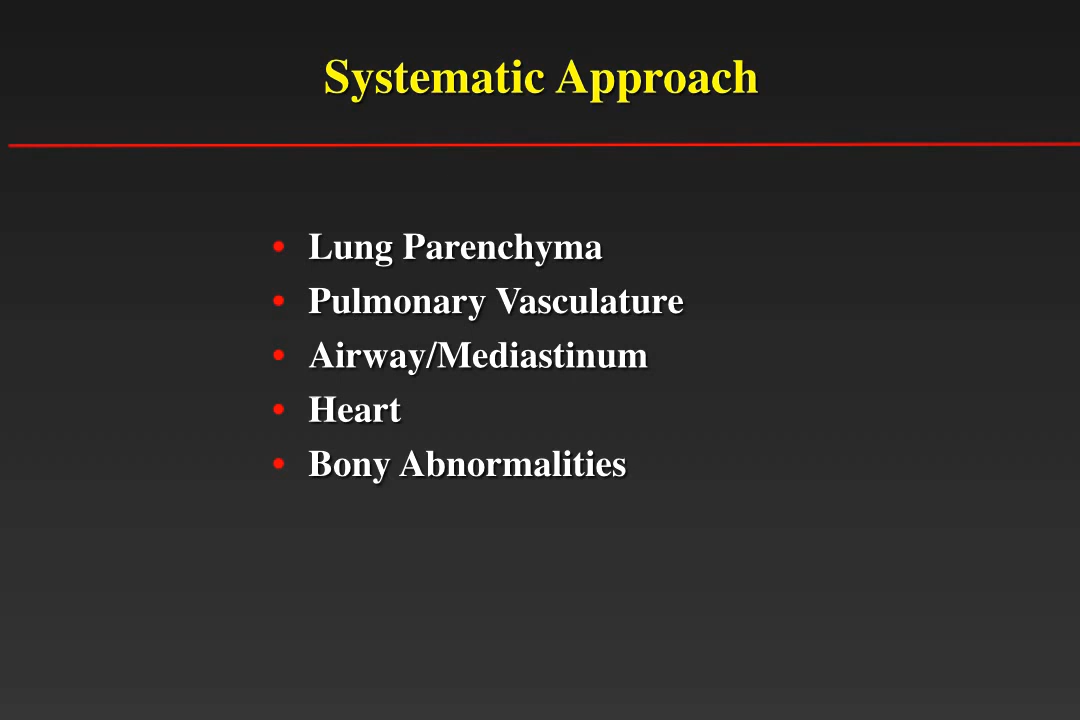 Systematic Approach
• Lung Parenchyma
• Pulmonary Vasculature
• Airway/Mediastinum
• Heart
• Bony Abnormalities